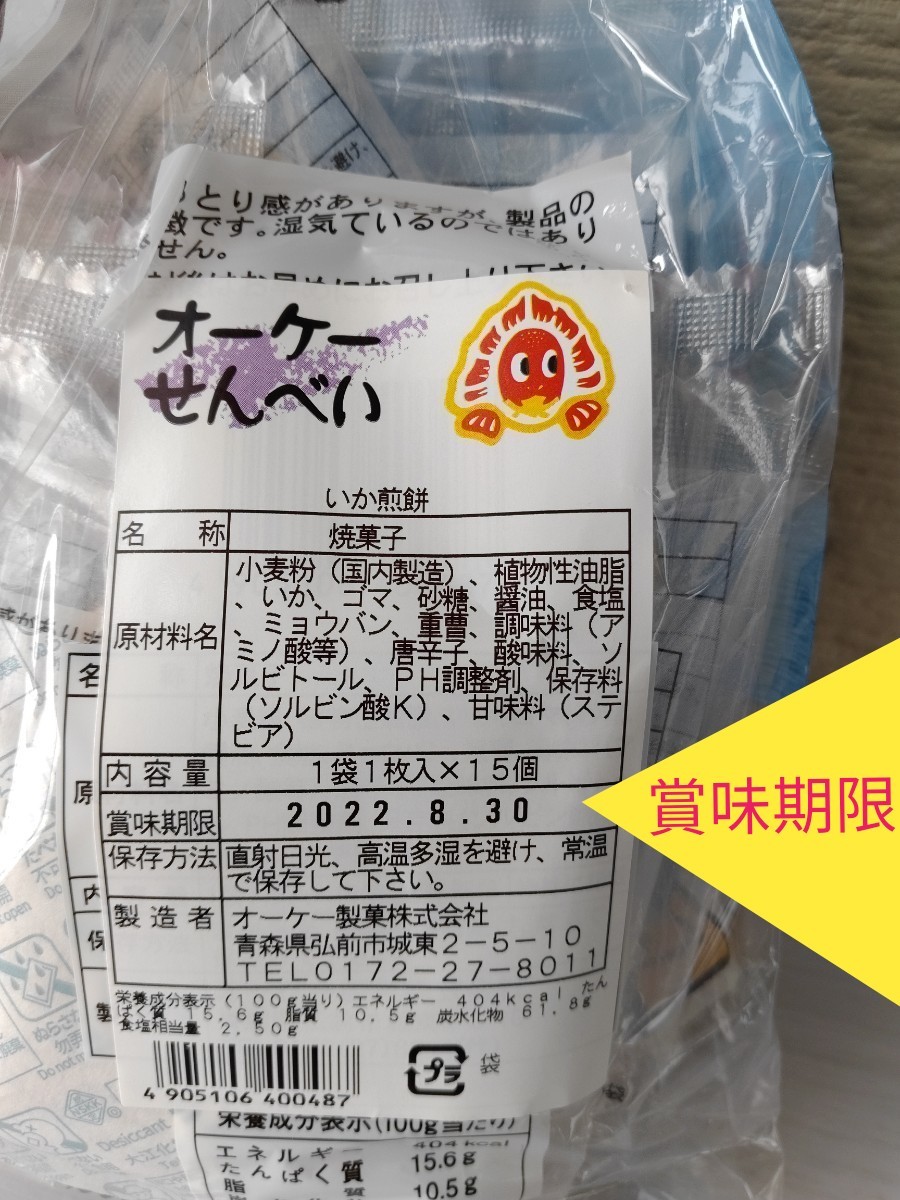 避け、
とり感がありますが、製品の
徴です。湿気ているのではあり
せん。
オーケー
せんべい
いか煎餅
名 称 焼菓子
原材料名 小麦粉（国内製造）、植物性油脂
、いか、ゴマ、砂糖、醤油、食塩
、ミョウバン、重曹、調味料（ア
ミノ酸等）、唐辛子、酸味料、ソ
ルビトール、ＰＨ調整剤、保存料
（ソルビン酸Ｋ）、甘味料（ステ
ビア）
内容量 １袋１枚入×１５個
賞味期限 2022.8.30
賞味期限
保存方法 直射日光、高温多湿を避け、常温
で保存して下さい。
製造者 オーケー製菓株式会社
青森県弘前市城東２－５－１０
ＴＥＬ０１７２－２７－８０１１
栄養成分表示（１００ｇ当り）エネルギー ４０４ｋｃａｌ たん
ぱく質 １５．６ｇ 脂質 １０．５ｇ 炭水化物 ６１．８ｇ
食塩相当量 ２．５０ｇ
4 905106 400487
プラ
袋
栄養成分表示(100g当たり)
エネルギー 404kcal
たんぱく質 15.6g
脂質 10.5g
名
原
内
保
製
open
Do not
Desiccant